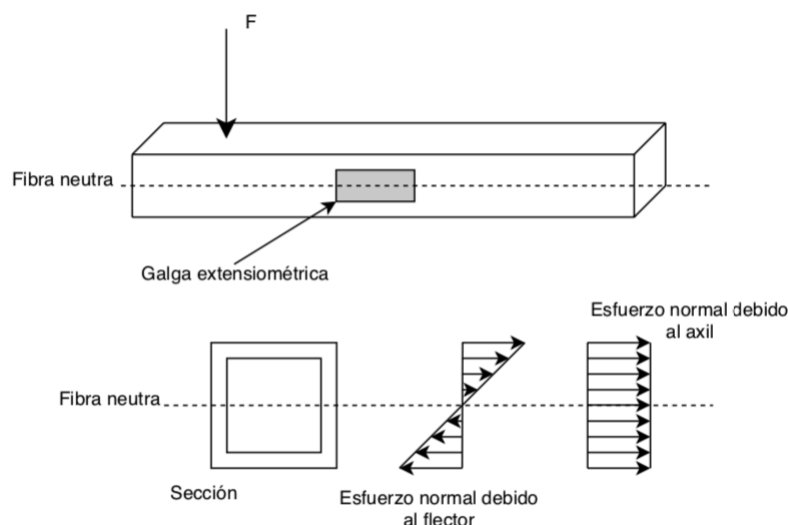 F
Fibra neutra
Galga extensiométrica
Esfuerzo normal debido
al axil
Fibra neutra
Sección
Esfuerzo normal debido
al flector